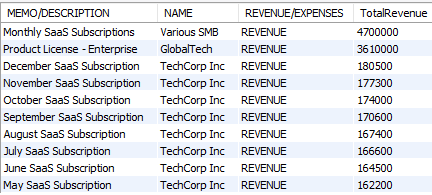 MEMO/DESCRIPTION NAME REVENUE/EXPENSES TotalRevenue
Monthly SaaS Subscriptions Various SMB REVENUE 4700000
Product License - Enterprise GlobalTech REVENUE 3610000
December SaaS Subscription TechCorp Inc REVENUE 180500
November SaaS Subscription TechCorp Inc REVENUE 177300
October SaaS Subscription TechCorp Inc REVENUE 174000
September SaaS Subscription TechCorp Inc REVENUE 170600
August SaaS Subscription TechCorp Inc REVENUE 167400
July SaaS Subscription TechCorp Inc REVENUE 166600
June SaaS Subscription TechCorp Inc REVENUE 164500
May SaaS Subscription TechCorp Inc REVENUE 162200